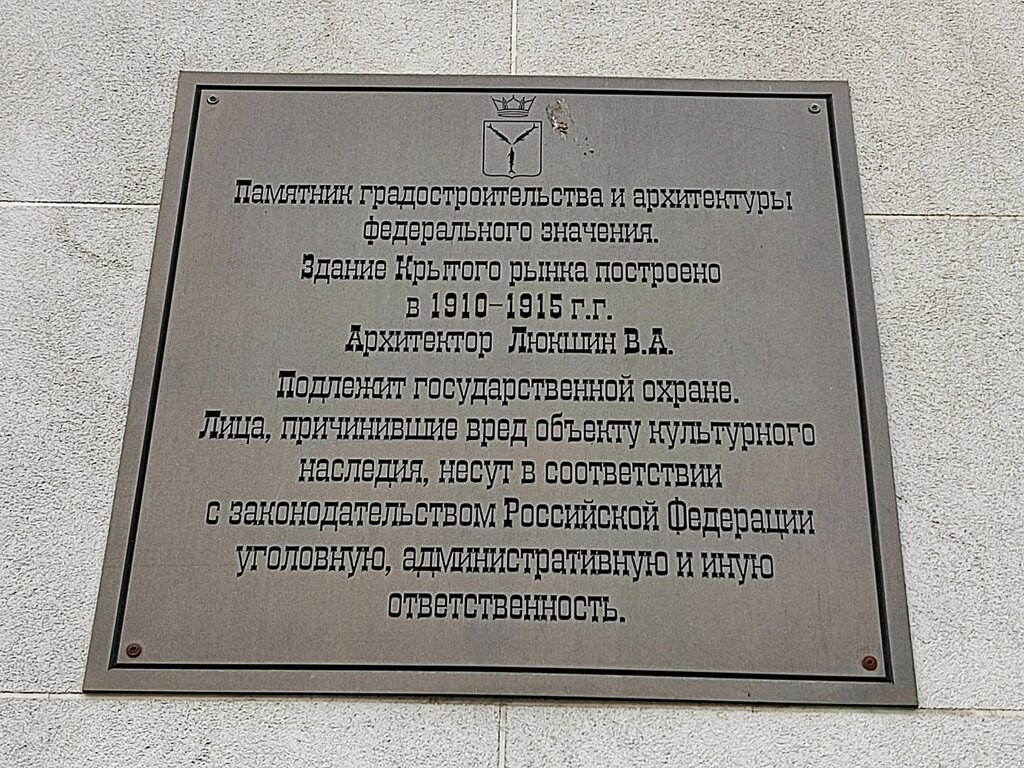 Памятник градостроительства и архитектуры
федерального значения.
Здание Крытого рынка построено
в 1910-1915 г.г.
Архитектор Люкшин В.А.
Подлежит государственной охране.
Лица, причинившие вред объекту культурного
наследия, несут в соответствии
с законодательством Российской Федерации
уголовную, административную и иную
ответственность.